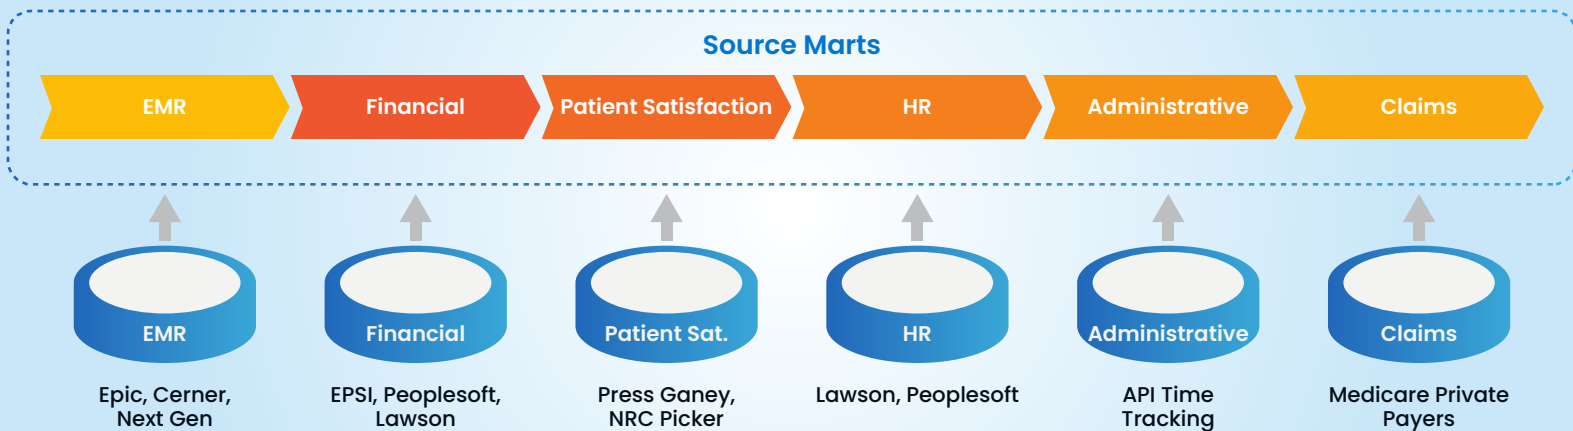 Source Marts
EMR
Financial
Patient Satisfaction
HR
Administrative
Claims
EMR
Financial
Patient Sat.
HR
Administrative
Claims
Epic, Cerner,
Next Gen
EPSI, Peoplesoft,
Lawson
Press Ganey,
NRC Picker
Lawson, Peoplesoft
API Time
Tracking
Medicare Private
Payers